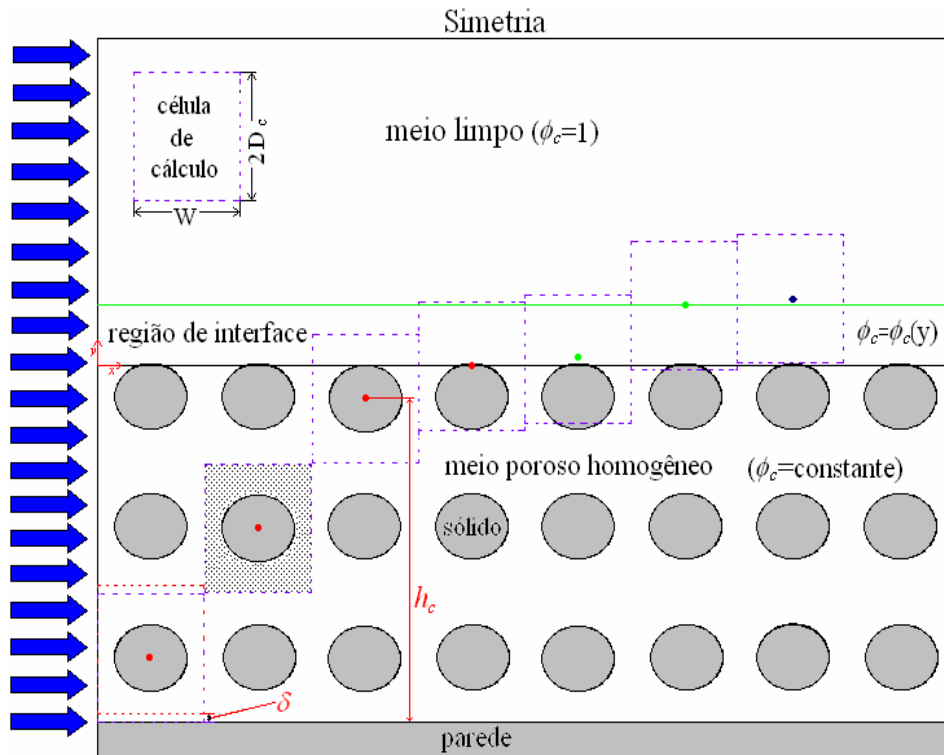 Simetria
célula
de
cálculo
2D c
W
meio limpo (ϕc=1)
região de interface
ϕc=ϕc(y)
y
x
meio poroso homogêneo (ϕc=constante)
sólido
hc
δ
parede